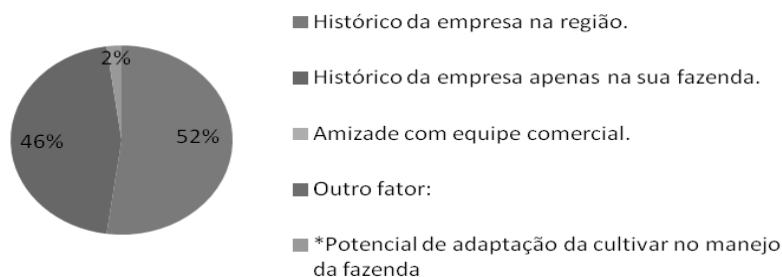 Histórico da empresa na região.
2%
Histórico da empresa apenas na sua fazenda.
46%
52%
Amizade com equipe comercial.
Outro fator:
*Potencial de adaptação da cultivar no manejo
da fazenda